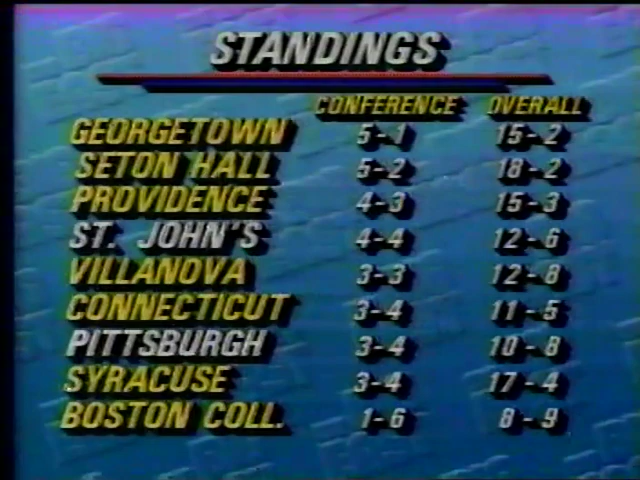 STANDINGS
CONFERENCE OVERALL
GEORGETOWN 5-1 15-2
SETON HALL 5-2 18-2
PROVIDENCE 4-3 15-3
ST. JOHN'S 4-4 12-6
VILLANOVA 3-3 12-8
CONNECTICUT 3-4 11-5
PITTSBURGH 3-4 10-8
SYRACUSE 3-4 17-4
BOSTON COLL. 1-6 8-9